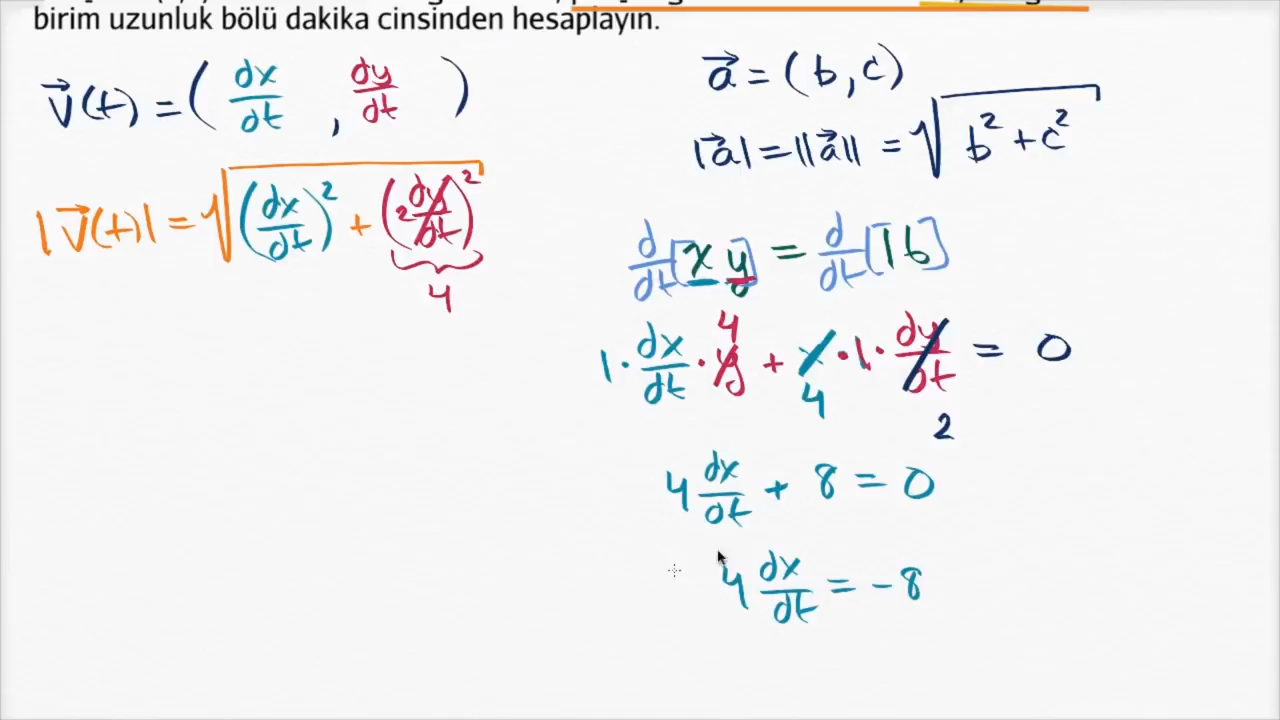 birim uzunluk bölü dakika cinsinden hesaplayın.
v⃗(t) = (dx/dt, dy/dt)
|v⃗(t)| = √((dx/dt)² + (2 dy/dt)²)
4
a⃗ = (b, c)
|a⃗| = ||a⃗|| = √(b² + c²)
d/dt[xy] = d/dt[16]
4
1 · dx/dt · y + x · 1 · dy/dt = 0
4 2
4 dx/dt + 8 = 0
4 dx/dt = -8